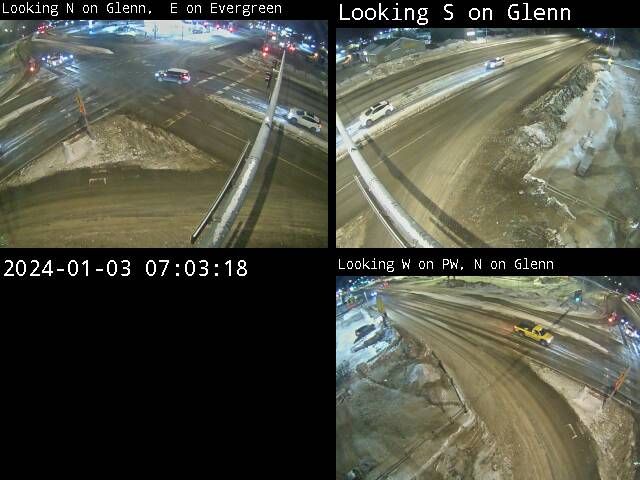 Looking N on Glenn,  E on Evergreen
Looking S on Glenn
2024-01-03 07:03:18
Looking W on PW, N on Glenn